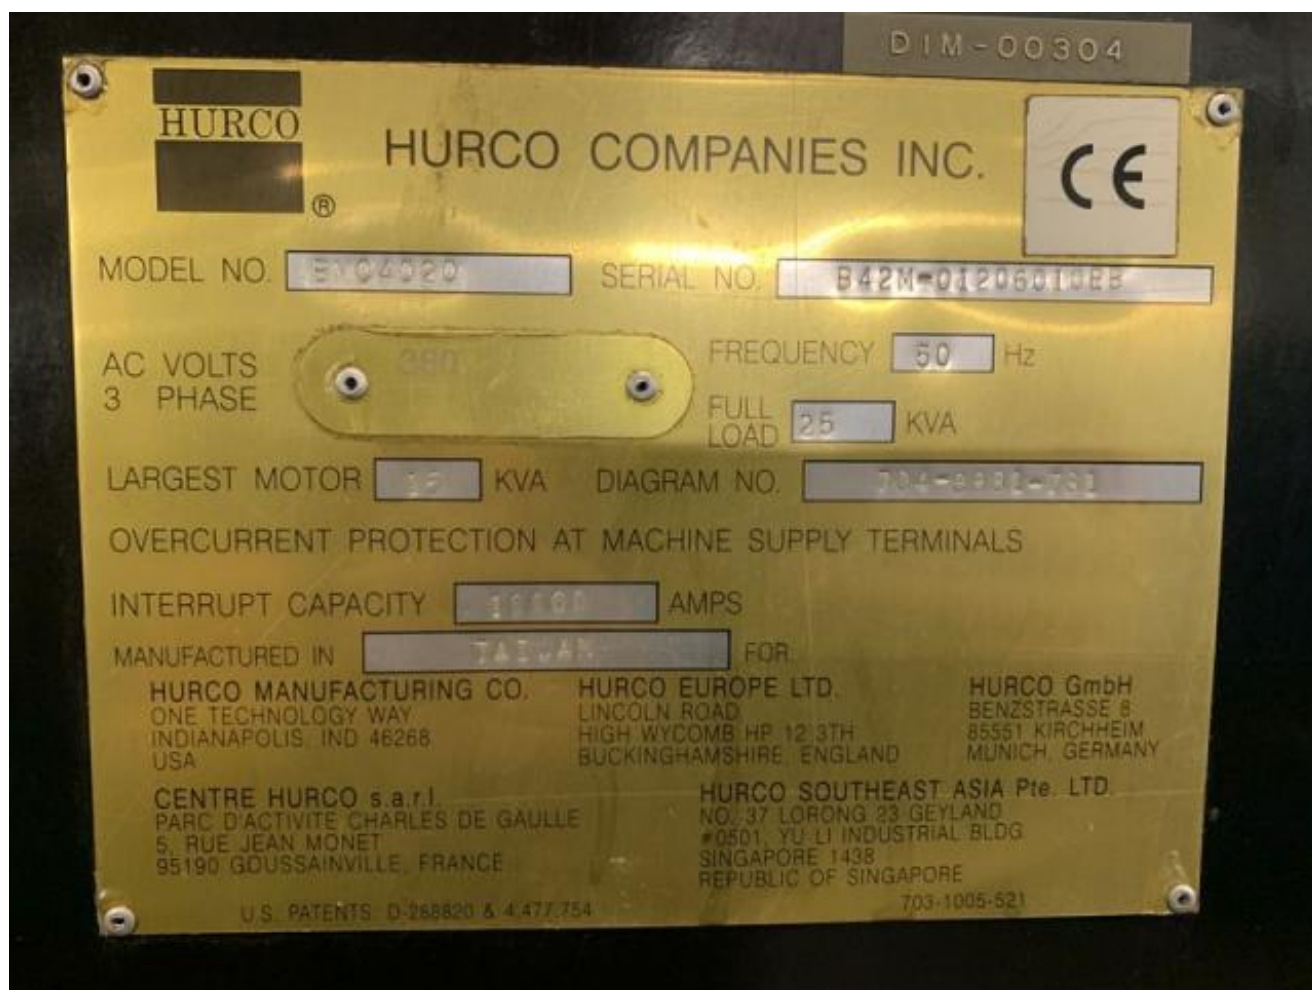 DIM-00304
HURCO
®
HURCO COMPANIES INC.
CE
MODEL NO. BMC4020 SERIAL NO. B42M-01206010BB
AC VOLTS 3 PHASE 380
FREQUENCY 50 Hz
FULL LOAD 25 KVA
LARGEST MOTOR KVA DIAGRAM NO.
OVERCURRENT PROTECTION AT MACHINE SUPPLY TERMINALS
INTERRUPT CAPACITY AMPS
MANUFACTURED IN TAIWAN FOR
HURCO MANUFACTURING CO.
ONE TECHNOLOGY WAY
INDIANAPOLIS, IND 46268
USA
HURCO EUROPE LTD.
LINCOLN ROAD
HIGH WYCOMB HP 12 3TH
BUCKINGHAMSHIRE, ENGLAND
HURCO GmbH
BENZSTRASSE 8
85551 KIRCHHEIM
MUNICH, GERMANY
CENTRE HURCO s.a.r.l.
PARC D'ACTIVITE CHARLES DE GAULLE
5, RUE JEAN MONET
95190 GOUSSAINVILLE, FRANCE
HURCO SOUTHEAST ASIA Pte. LTD.
NO. 37 LORONG 23 GEYLAND
#0501, YU LI INDUSTRIAL BLDG
SINGAPORE 1438
REPUBLIC OF SINGAPORE
U.S. PATENTS D-288820 & 4,477,754
703-1005-521